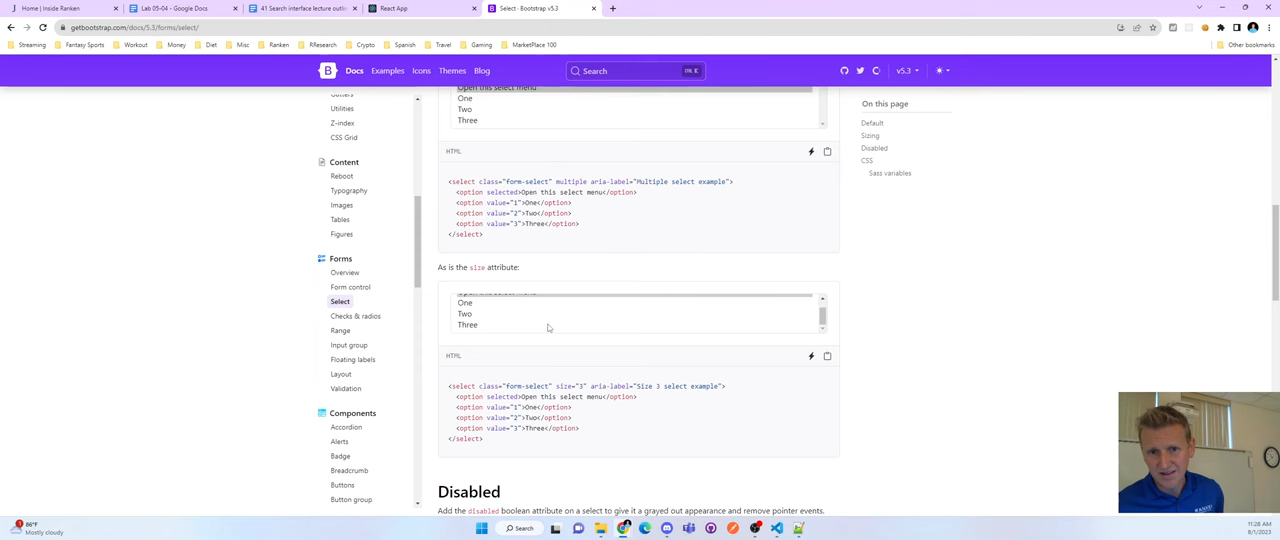 Home | Inside Ranken
Lab 05-04 - Google Docs
41 Search interface lecture outlin
React App
Select · Bootstrap v5.3
getbootstrap.com/docs/5.3/forms/select/
Streaming
Fantasy Sports
Workout
Money
Diet
Misc
Ranken
RResearch
Crypto
Spanish
Travel
Gaming
MarketPlace 100
Other bookmarks
Docs
Examples
Icons
Themes
Blog
Search
CTRL K
v5.3
Gutters
Utilities
Z-index
CSS Grid
Content
Reboot
Typography
Images
Tables
Figures
Forms
Overview
Form control
Select
Checks & radios
Range
Input group
Floating labels
Layout
Validation
Components
Accordion
Alerts
Badge
Breadcrumb
Buttons
Button group
Open this select menu
One
Two
Three
HTML
<select class="form-select" multiple aria-label="Multiple select example">
<option selected>Open this select menu</option>
<option value="1">One</option>
<option value="2">Two</option>
<option value="3">Three</option>
</select>
As is the size attribute:
Open this select menu
One
Two
Three
HTML
<select class="form-select" size="3" aria-label="Size 3 select example">
<option selected>Open this select menu</option>
<option value="1">One</option>
<option value="2">Two</option>
<option value="3">Three</option>
</select>
Disabled
Add the disabled boolean attribute on a select to give it a grayed out appearance and remove pointer events.
On this page
Default
Sizing
Disabled
CSS
Sass variables
86°F
Mostly cloudy
Search
11:28 AM
8/1/2023